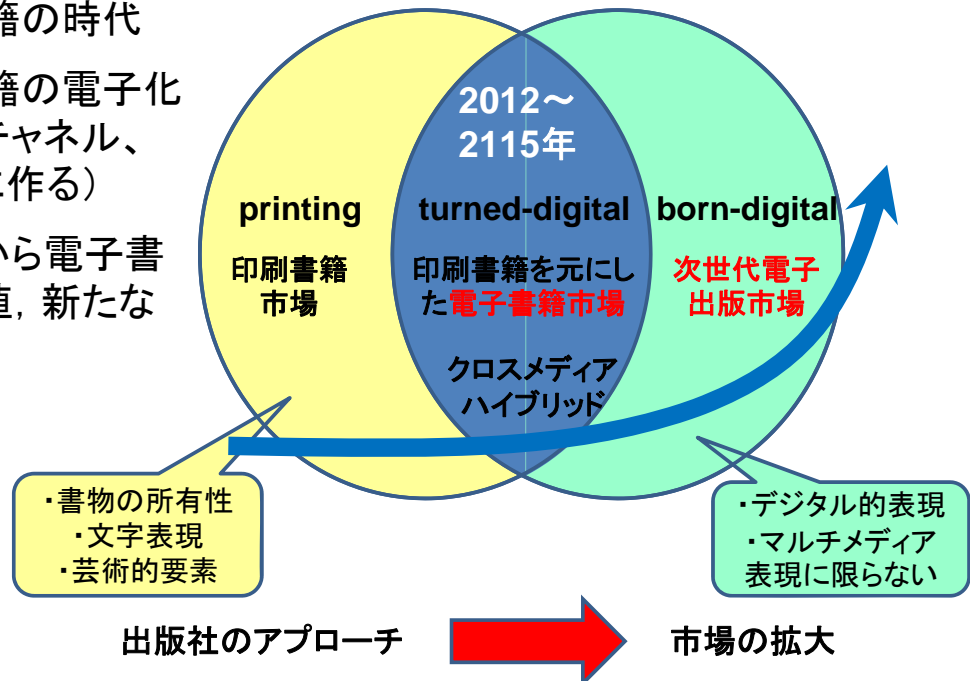 籍の時代
籍の電子化
チャネル、
に作る）
から電子書
値，新たな
2012～
2115年
printing
印刷書籍
市場
turned-digital
印刷書籍を元にし
た電子書籍市場
クロスメディア
ハイブリッド
born-digital
次世代電子
出版市場
・書物の所有性
・文字表現
・芸術的要素
・デジタル的表現
・マルチメディア
表現に限らない
出版社のアプローチ
市場の拡大